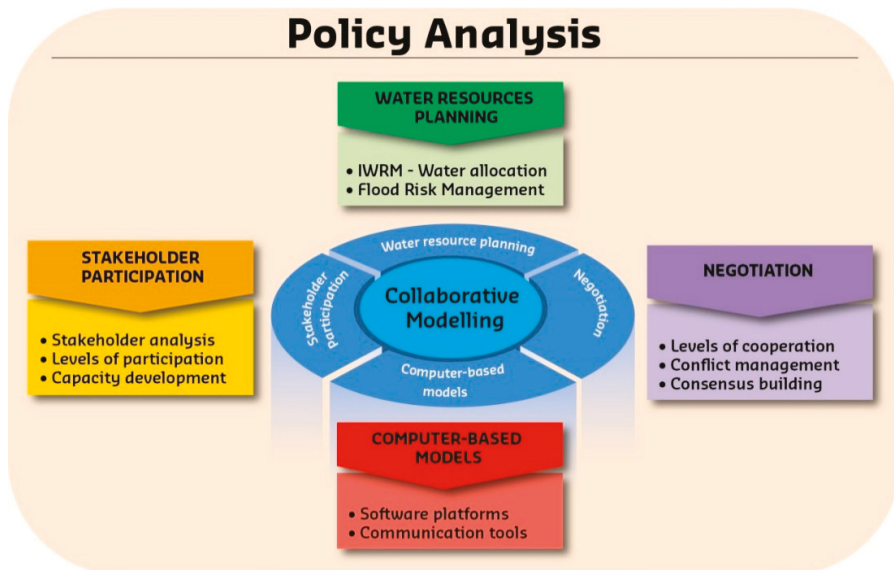 Policy Analysis
WATER RESOURCES
PLANNING
• IWRM - Water allocation
• Flood Risk Management
STAKEHOLDER
PARTICIPATION
• Stakeholder analysis
• Levels of participation
• Capacity development
Water resource planning
Stakeholder
Participation
Collaborative
Modelling
Negotiation
Computer-based
models
NEGOTIATION
• Levels of cooperation
• Conflict management
• Consensus building
COMPUTER-BASED
MODELS
• Software platforms
• Communication tools